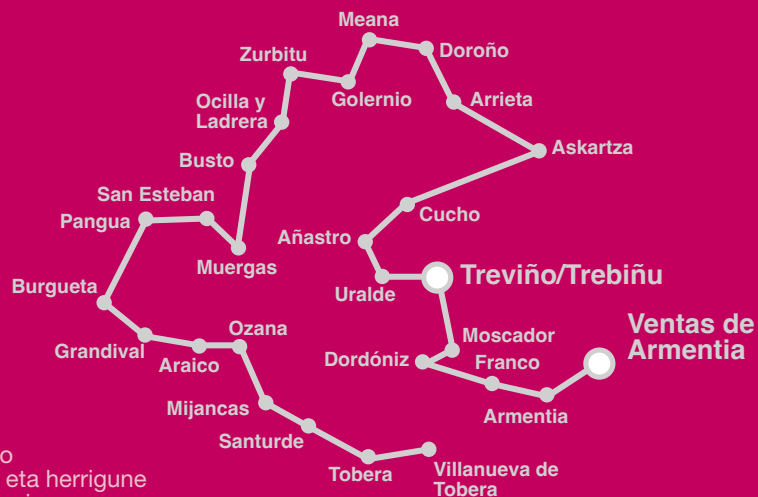 Meana
Doroño
Zurbitu
Golernio
Arrieta
Ocilla y
Ladrera
Askartza
Busto
San Esteban
Cucho
Pangua
Añastro
Muergas
Treviño/Trebiñu
Burgueta
Uralde
Ventas de
Armentia
Ozana
Moscador
Grandival
Araico
Dordóniz
Franco
Mijancas
Armentia
Santurde
o
eta herrigune
Tobera
Villanueva de
Tobera